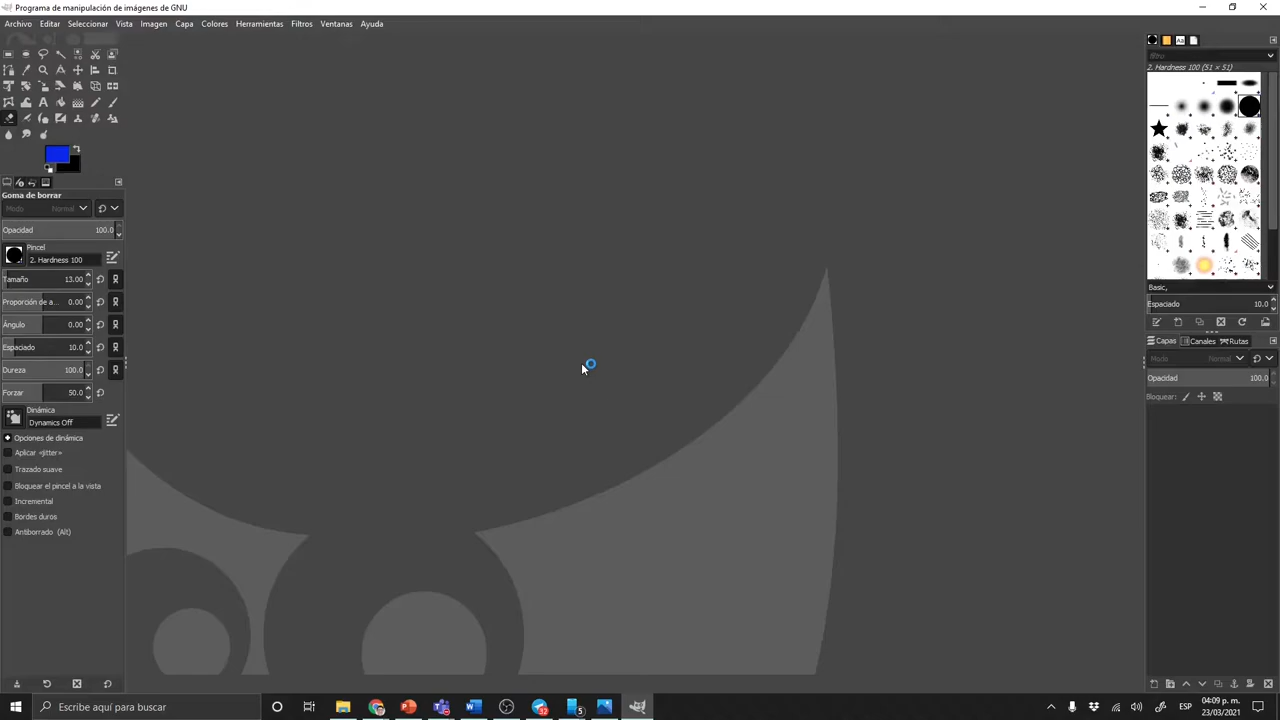 Programa de manipulación de imágenes de GNU
Archivo Editar Seleccionar Vista Imagen Capa Colores Herramientas Filtros Ventanas Ayuda
filtro
2. Hardness 100 (51 × 51)
Goma de borrar
Modo Normal
Opacidad 100.0
Pincel
2. Hardness 100
Tamaño 13.00
Proporción de a... 0.00
Ángulo 0.00
Espaciado 10.0
Dureza 100.0
Forzar 50.0
Dinámica
Dynamics Off
Opciones de dinámica
Aplicar «Jitter»
Trazado suave
Bloquear el pincel a la vista
Incremental
Bordes duros
Antiborrado (Alt)
Basic,
Espaciado 10.0
Capas Canales Rutas
Modo Normal
Opacidad 100.0
Bloquear:
Escribe aquí para buscar
ESP
04:09 p. m.
23/03/2021